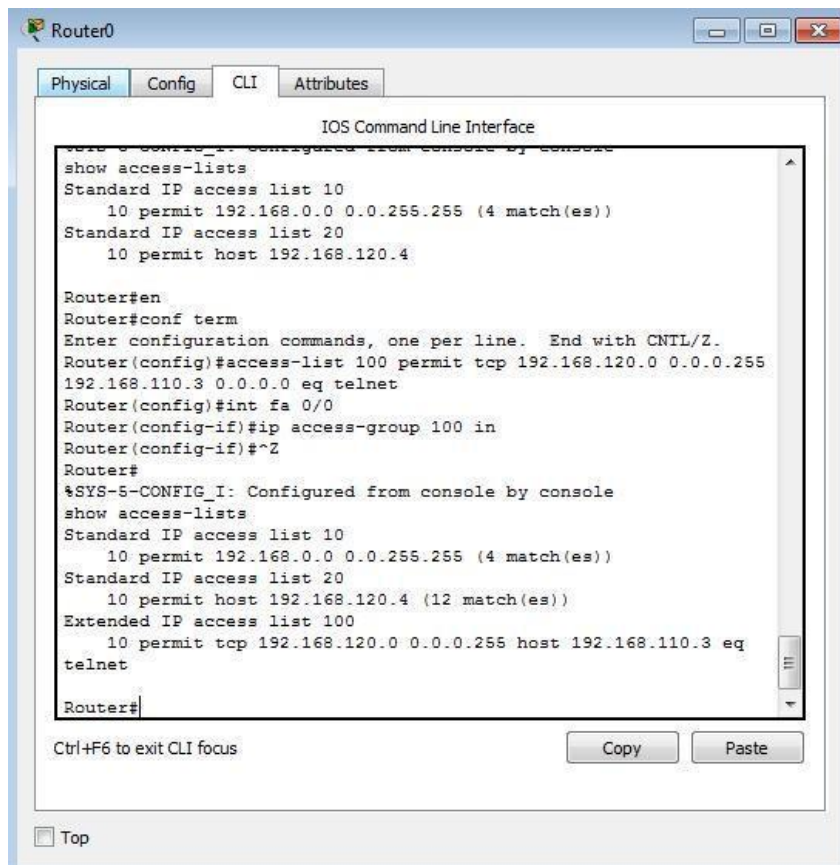 Router0
Physical Config CLI Attributes
IOS Command Line Interface
%SYS-5-CONFIG_I: Configured from console by console
show access-lists
Standard IP access list 10
    10 permit 192.168.0.0 0.0.255.255 (4 match(es))
Standard IP access list 20
    10 permit host 192.168.120.4
Router#en
Router#conf term
Enter configuration commands, one per line.  End with CNTL/Z.
Router(config)#access-list 100 permit tcp 192.168.120.0 0.0.0.255
192.168.110.3 0.0.0.0 eq telnet
Router(config)#int fa 0/0
Router(config-if)#ip access-group 100 in
Router(config-if)#^Z
Router#
%SYS-5-CONFIG_I: Configured from console by console
show access-lists
Standard IP access list 10
    10 permit 192.168.0.0 0.0.255.255 (4 match(es))
Standard IP access list 20
    10 permit host 192.168.120.4 (12 match(es))
Extended IP access list 100
    10 permit tcp 192.168.120.0 0.0.0.255 host 192.168.110.3 eq
telnet
Router#
Ctrl+F6 to exit CLI focus
Copy Paste
Top